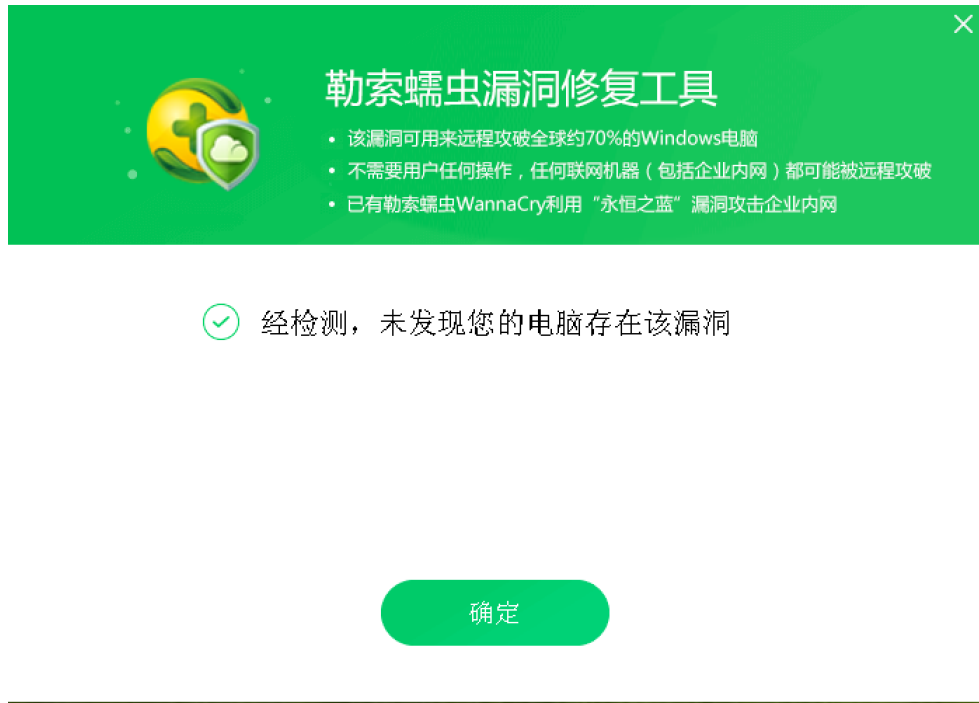 勒索蠕虫漏洞修复工具
• 该漏洞可用来远程攻破全球约70%的Windows电脑
• 不需要用户任何操作，任何联网机器（包括企业内网）都可能被远程攻破
• 已有勒索蠕虫WannaCry利用“永恒之蓝”漏洞攻击企业内网
经检测，未发现您的电脑存在该漏洞
确定